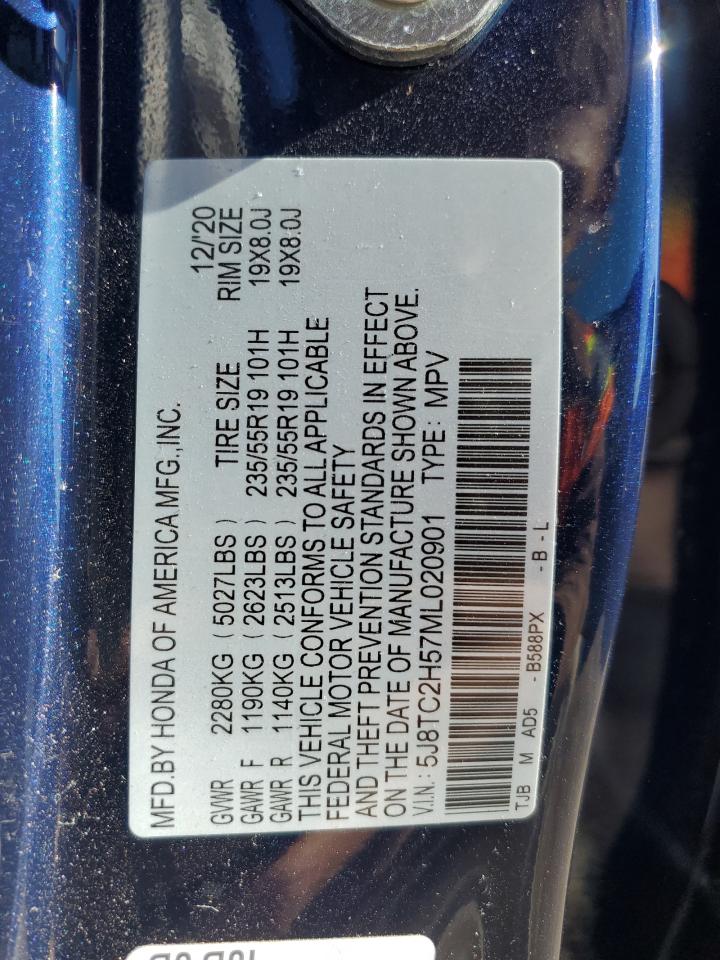 MFD.BY HONDA OF AMERICA MFG.,INC. 12/'20
GVWR 2280KG (5027LBS) TIRE SIZE RIM SIZE
GAWR F 1190KG (2623LBS) 235/55R19 101H 19X8.0J
GAWR R 1140KG (2513LBS) 235/55R19 101H 19X8.0J
THIS VEHICLE CONFORMS TO ALL APPLICABLE
FEDERAL MOTOR VEHICLE SAFETY
AND THEFT PREVENTION STANDARDS IN EFFECT
ON THE DATE OF MANUFACTURE SHOWN ABOVE.
V.I.N.: 5J8TC2H57ML020901 TYPE: MPV
TJB M AD5 -B588PX -B-L